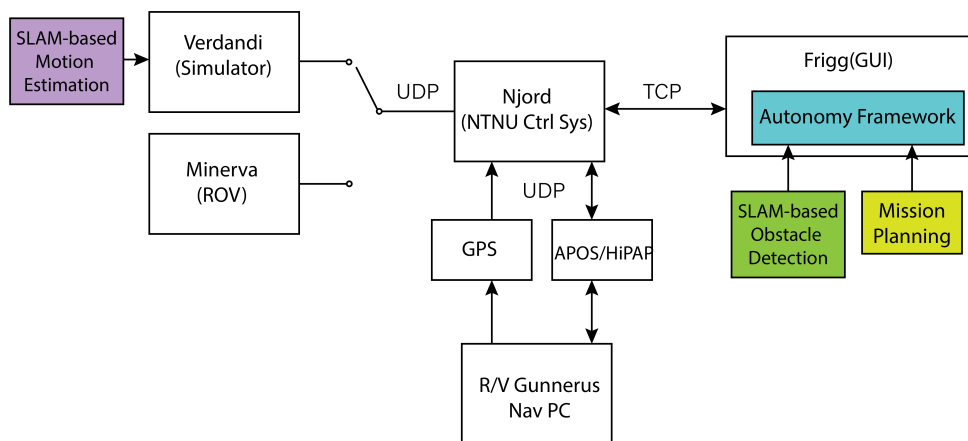 SLAM-based
Motion
Estimation
Verdandi
(Simulator)
Minerva
(ROV)
UDP
Njord
(NTNU Ctrl Sys)
TCP
Frigg(GUI)
Autonomy Framework
UDP
GPS
APOS/HiPAP
SLAM-based
Obstacle
Detection
Mission
Planning
R/V Gunnerus
Nav PC